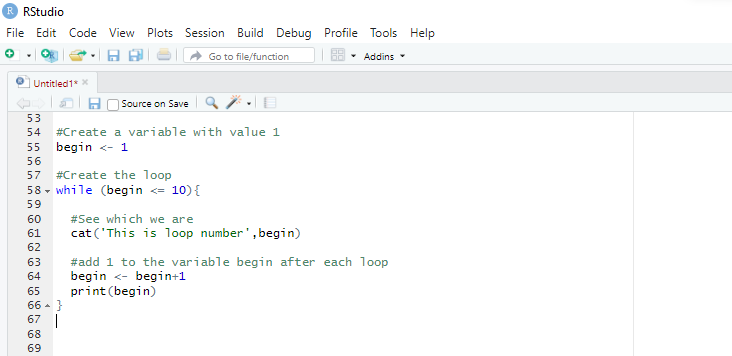 RStudio
File Edit Code View Plots Session Build Debug Profile Tools Help
Go to file/function Addins
Untitled1*
Source on Save
53
54 #Create a variable with value 1
55 begin <- 1
56
57 #Create the loop
58 while (begin <= 10){
59
60 #See which we are
61 cat('This is loop number',begin)
62
63 #add 1 to the variable begin after each loop
64 begin <- begin+1
65 print(begin)
66 }
67
68
69